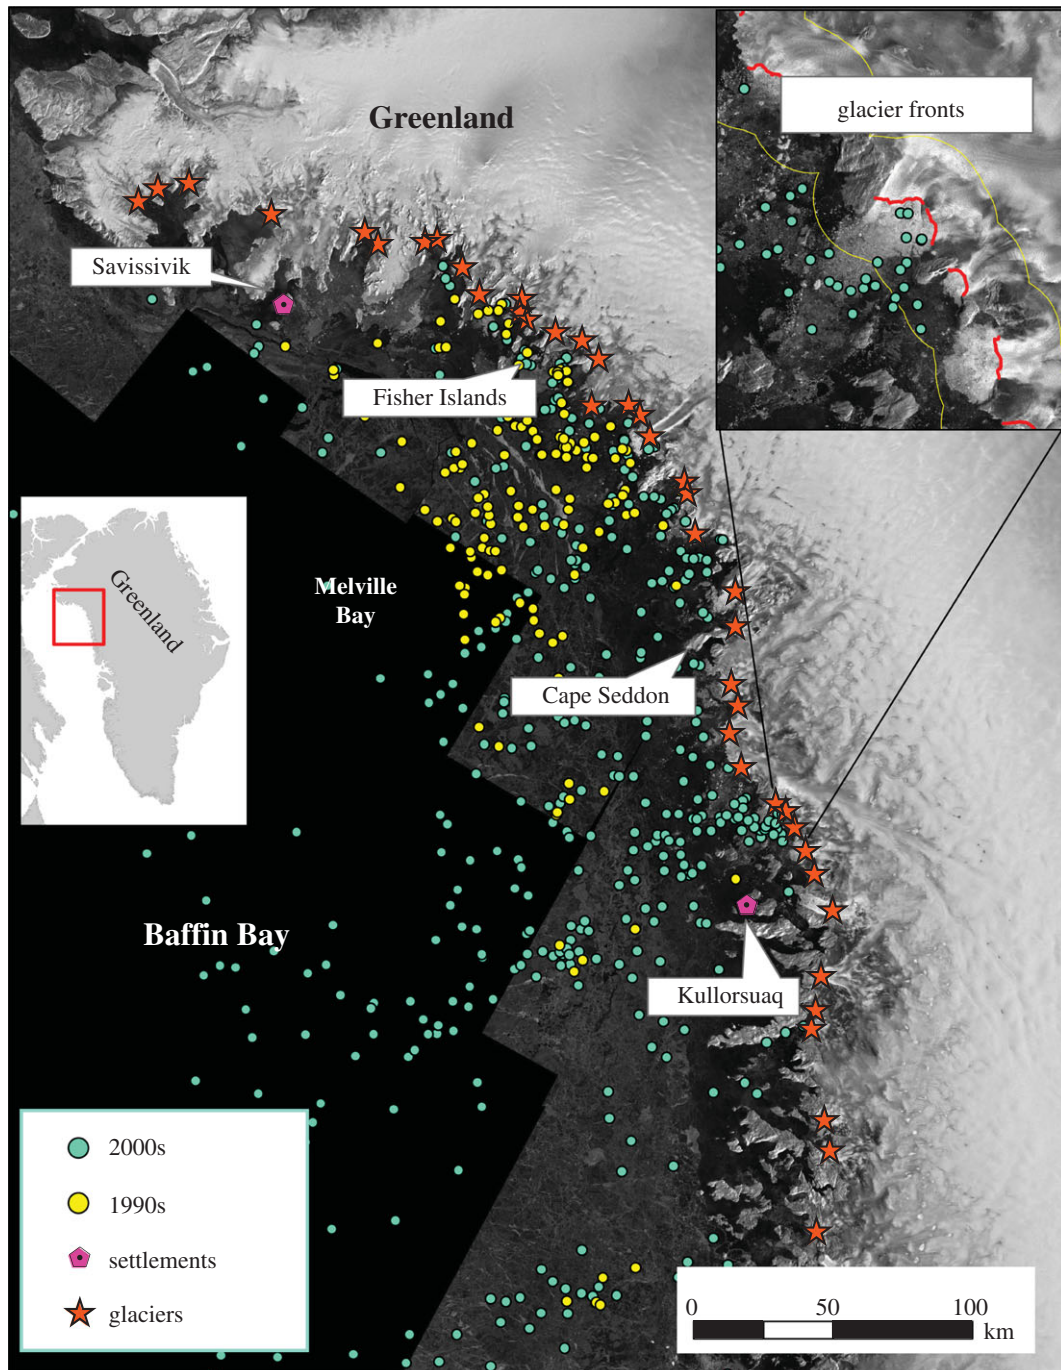 Greenland
glacier fronts
Savissivik
Fisher Islands
Greenland
Melville
Bay
Cape Seddon
Baffin Bay
Kullorsuaq
2000s
1990s
settlements
glaciers
0 50 100
km